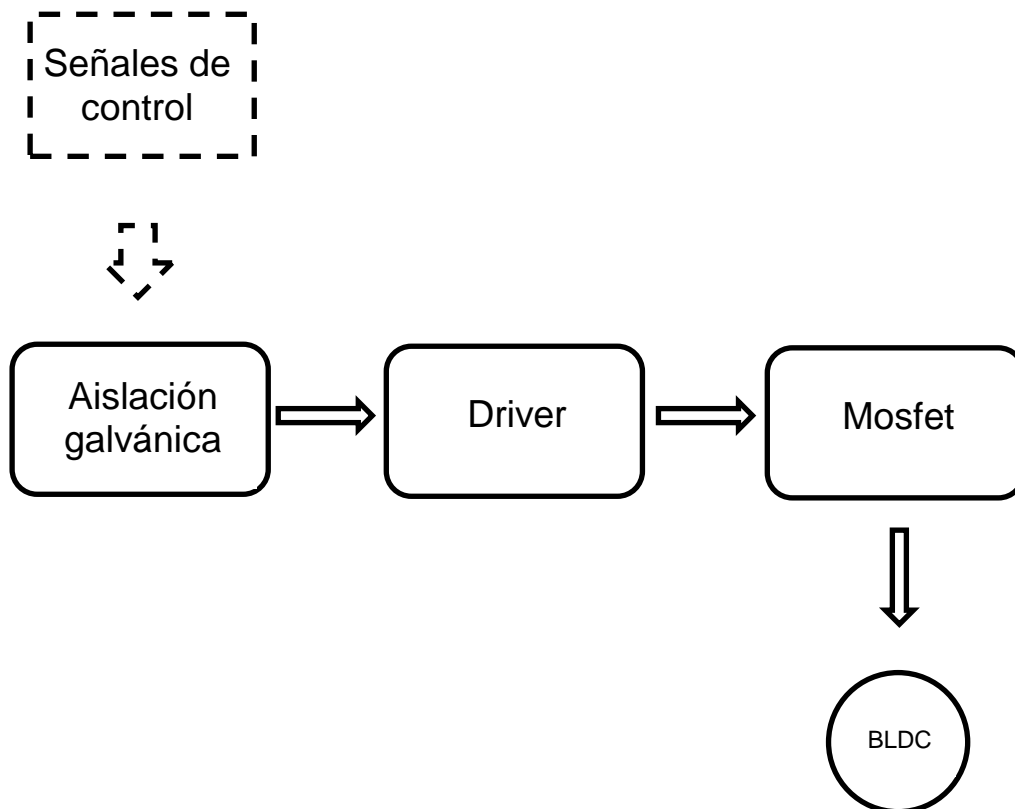 Señales de
control
Aislación
galvánica
Driver
Mosfet
BLDC